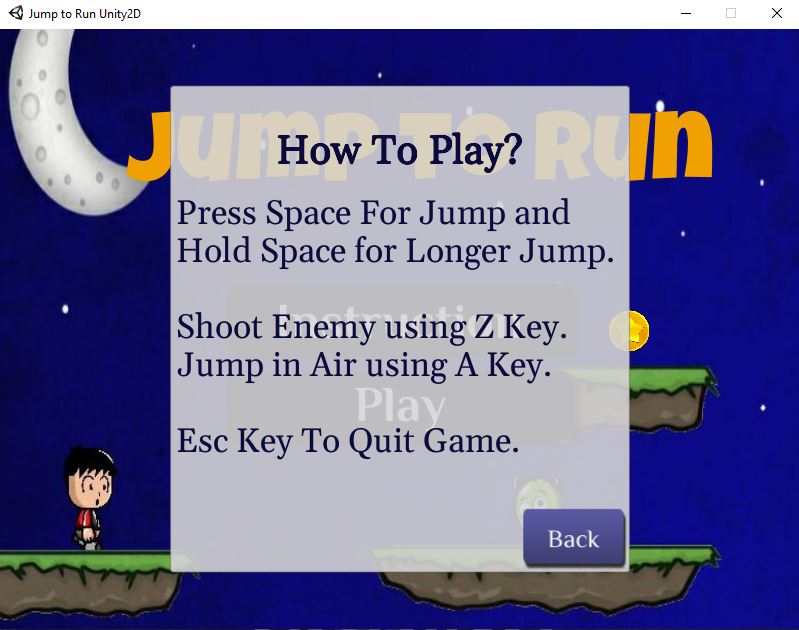 Jump to Run Unity2D
Jump To Run
How To Play?
Press Space For Jump and
Hold Space for Longer Jump.
Instruction
Shoot Enemy using Z Key.
Jump in Air using A Key.
Play
Esc Key To Quit Game.
Back